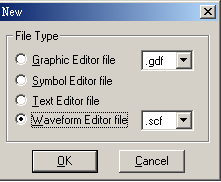 New
File Type
Graphic Editor file .gdf
Symbol Editor file
Text Editor file
Waveform Editor file .scf
OK Cancel